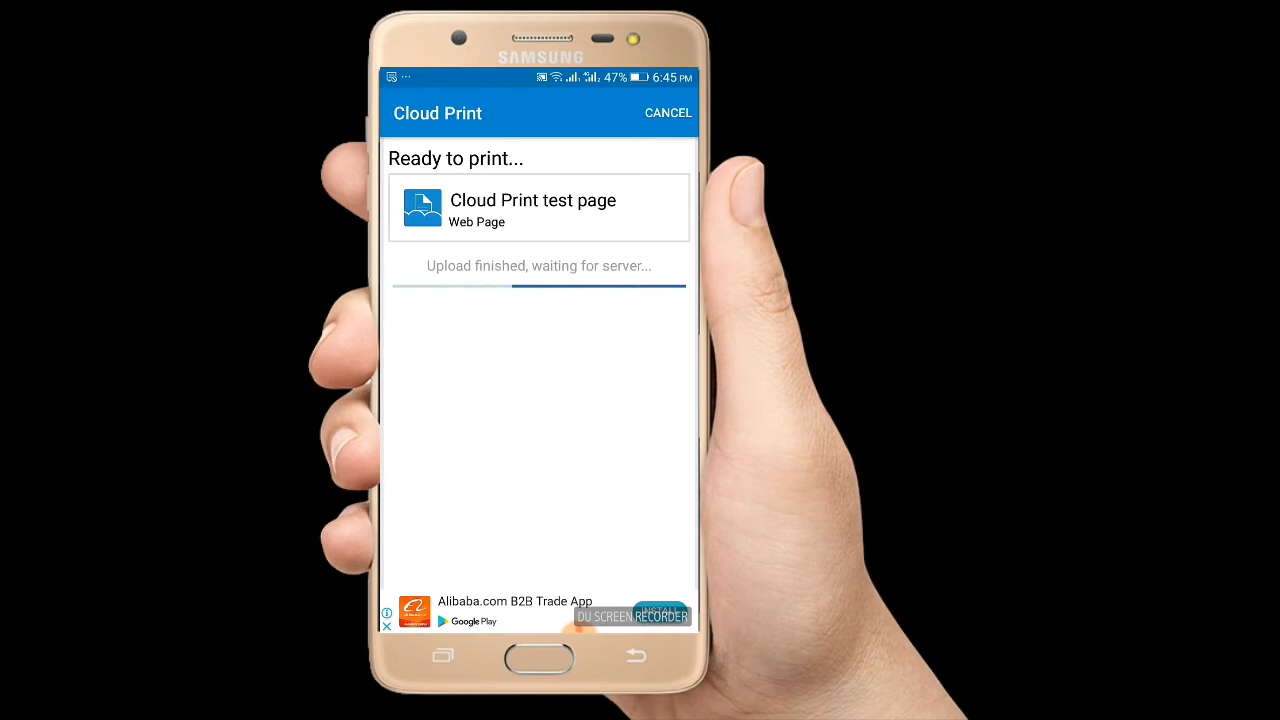 SAMSUNG
47% 6:45 PM
Cloud Print CANCEL
Ready to print...
Cloud Print test page
Web Page
Upload finished, waiting for server...
Alibaba.com B2B Trade App
Google Play
INSTALL
DU SCREEN RECORDER